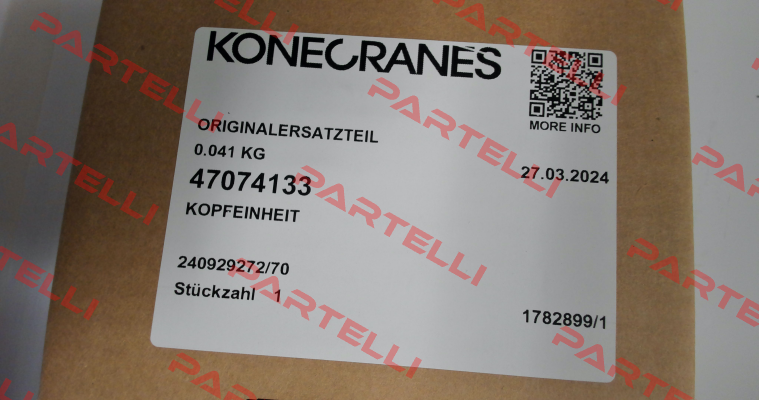 KONECRANES
MORE INFO
ORIGINALERSATZTEIL
0.041 KG
27.03.2024
47074133
KOPFEINHEIT
240929272/70
Stückzahl 1
1782899/1
PARTELLI
PARTELLI
PARTELLI
PARTELLI
PARTELLI
PARTELLI
PARTELLI